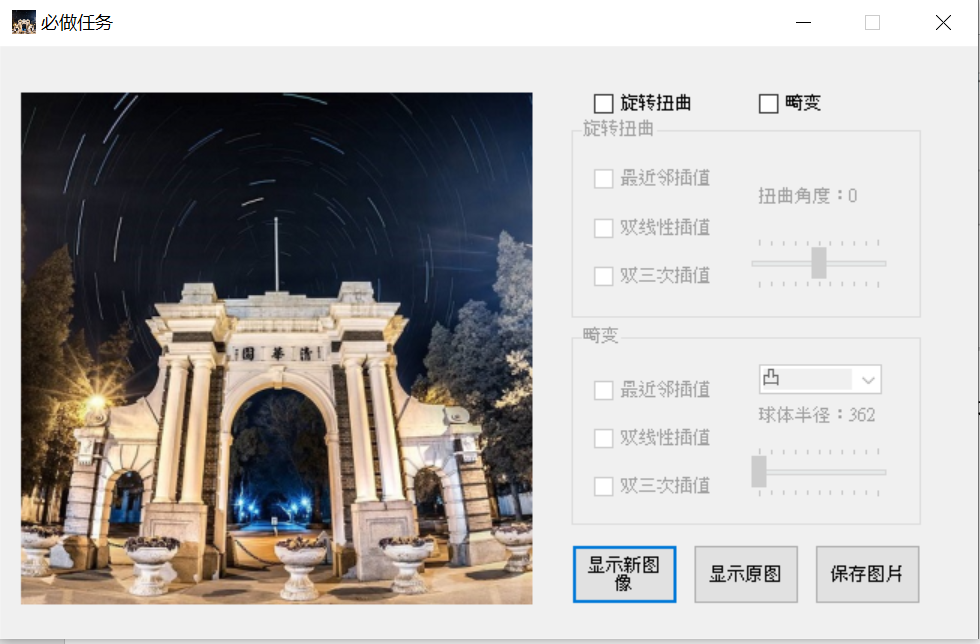 必做任务
旋转扭曲
畸变
旋转扭曲
最近邻插值
双线性插值
双三次插值
扭曲角度：0
畸变
最近邻插值
双线性插值
双三次插值
凸
球体半径：362
園華清
显示新图
像
显示原图
保存图片